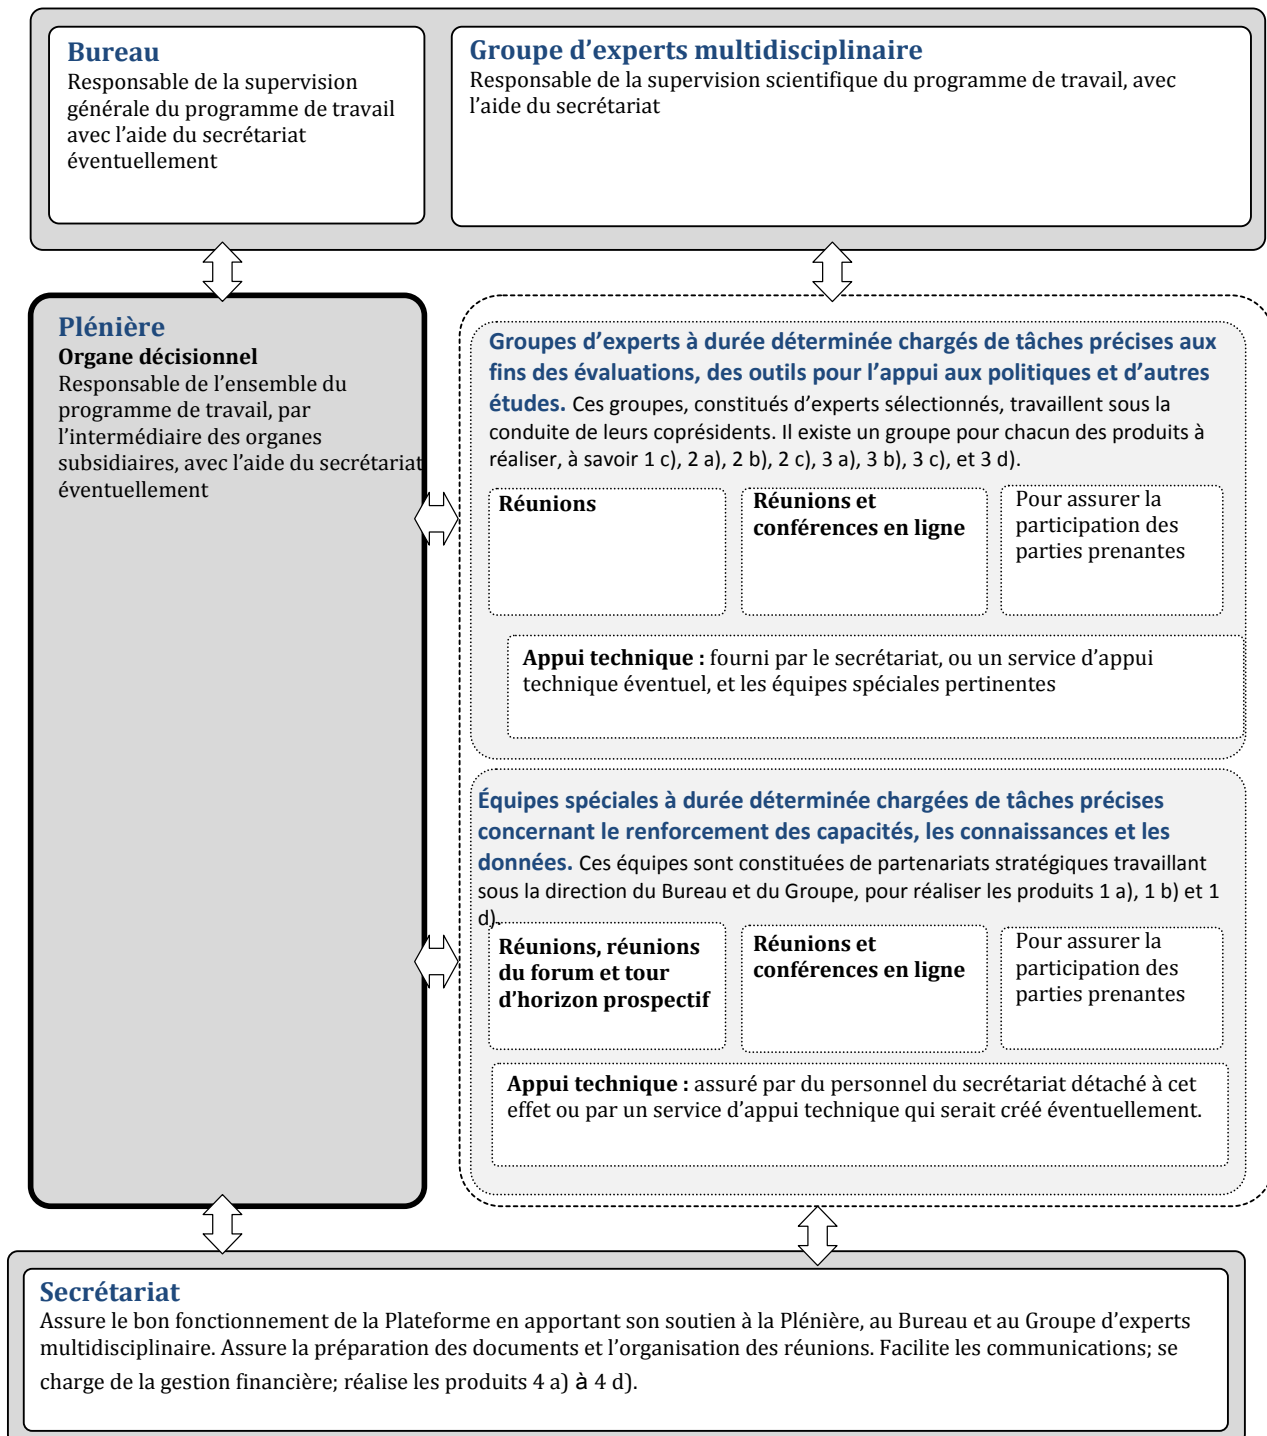 Bureau
Responsable de la supervision
générale du programme de travail
avec l’aide du secrétariat
éventuellement
Groupe d’experts multidisciplinaire
Responsable de la supervision scientifique du programme de travail, avec
l’aide du secrétariat
Plénière
Organe décisionnel
Responsable de l’ensemble du
programme de travail, par
l’intermédiaire des organes
subsidiaires, avec l’aide du secrétariat
éventuellement
Groupes d’experts à durée déterminée chargés de tâches précises aux
fins des évaluations, des outils pour l’appui aux politiques et d’autres
études. Ces groupes, constitués d’experts sélectionnés, travaillent sous la
conduite de leurs coprésidents. Il existe un groupe pour chacun des produits à
réaliser, à savoir 1 c), 2 a), 2 b), 2 c), 3 a), 3 b), 3 c), et 3 d).
Réunions
Réunions et
conférences en ligne
Pour assurer la
participation des
parties prenantes
Appui technique : fourni par le secrétariat, ou un service d’appui
technique éventuel, et les équipes spéciales pertinentes
Équipes spéciales à durée déterminée chargées de tâches précises
concernant le renforcement des capacités, les connaissances et les
données. Ces équipes sont constituées de partenariats stratégiques travaillant
sous la direction du Bureau et du Groupe, pour réaliser les produits 1 a), 1 b) et 1
d).
Réunions, réunions
du forum et tour
d’horizon prospectif
Réunions et
conférences en ligne
Pour assurer la
participation des
parties prenantes
Appui technique : assuré par du personnel du secrétariat détaché à cet
effet ou par un service d’appui technique qui serait créé éventuellement.
Secrétariat
Assure le bon fonctionnement de la Plateforme en apportant son soutien à la Plénière, au Bureau et au Groupe d’experts
multidisciplinaire. Assure la préparation des documents et l’organisation des réunions. Facilite les communications; se
charge de la gestion financière; réalise les produits 4 a) à 4 d).